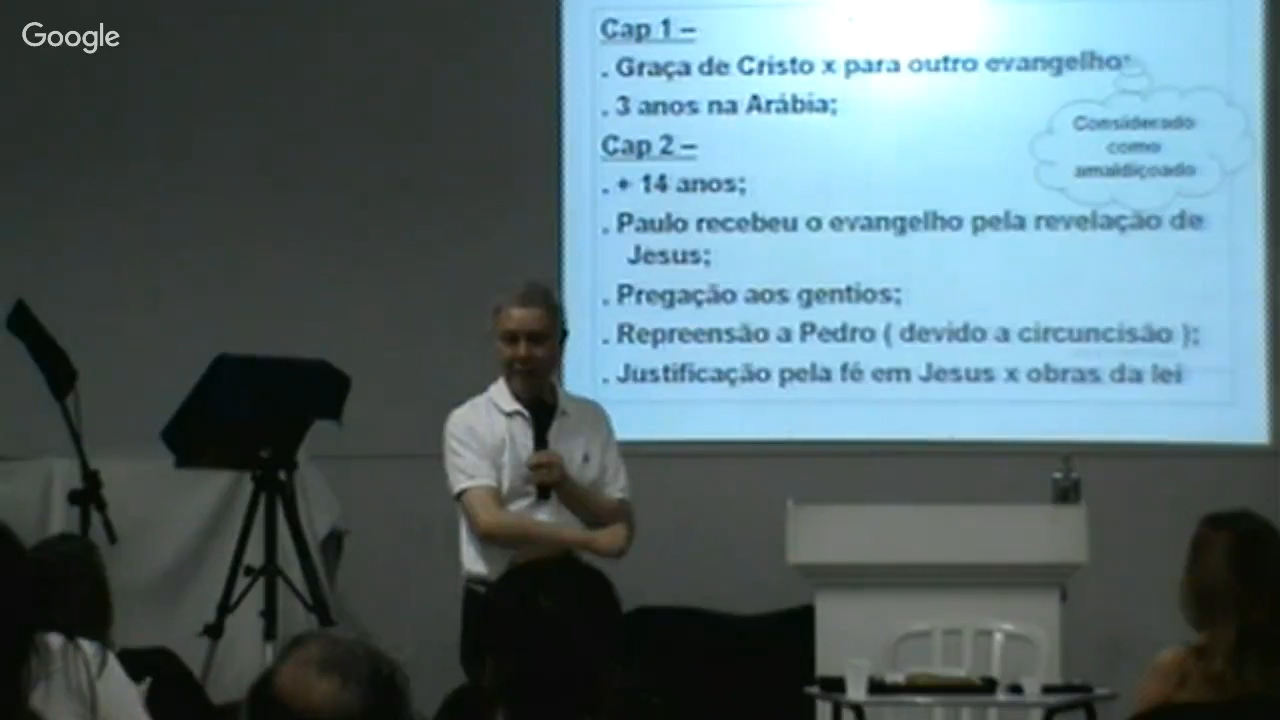 Google
Cap 1 –
. Graça de Cristo x para outro evangelho;
. 3 anos na Arábia;
Considerado
como
amaldiçoado
Cap 2 –
. + 14 anos;
. Paulo recebeu o evangelho pela revelação de
Jesus;
. Pregação aos gentios;
. Repreensão a Pedro ( devido a circuncisão );
. Justificação pela fé em Jesus x obras da lei